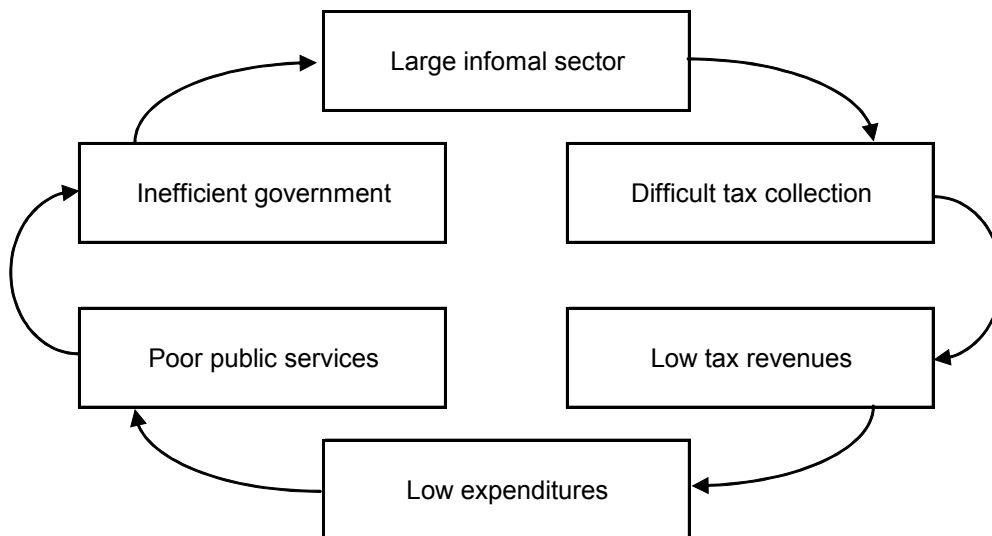 Large infomal sector
Inefficient government
Difficult tax collection
Poor public services
Low tax revenues
Low expenditures